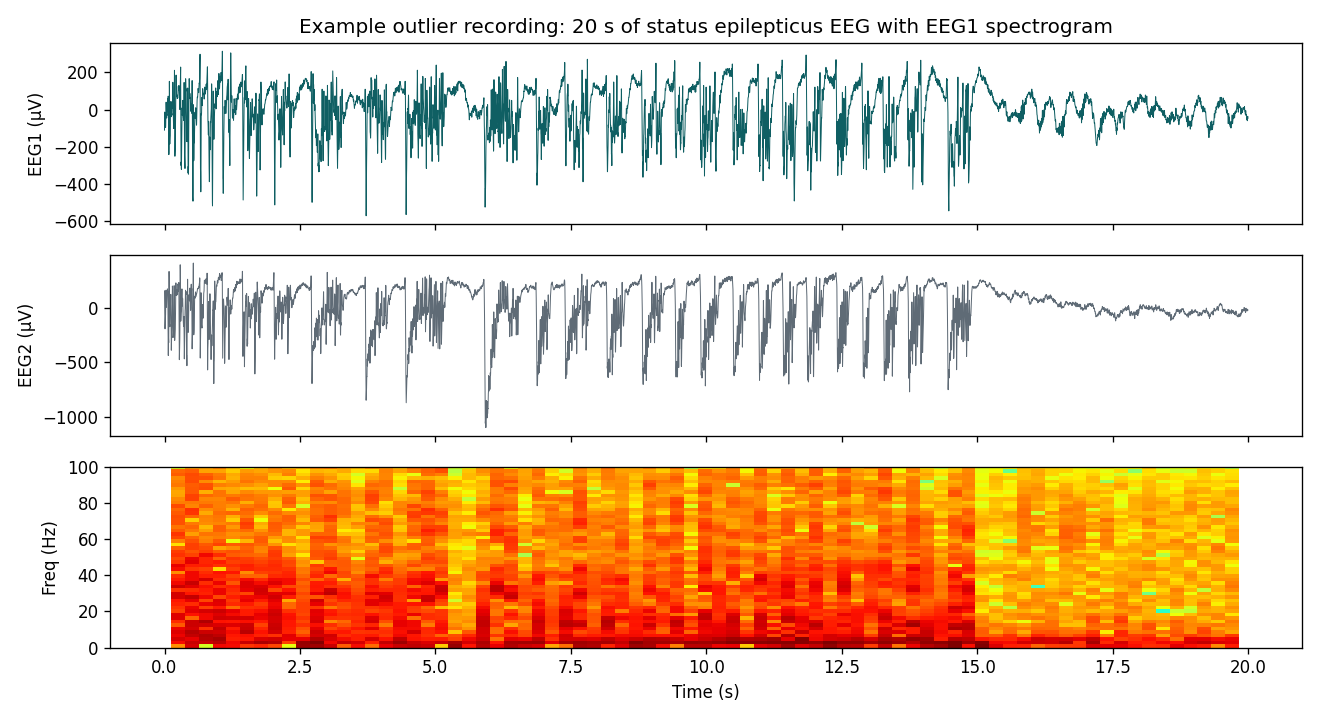 Example outlier recording: 20 s of status epilepticus EEG with EEG1 spectrogram
EEG1 (µV)
200
0
−200
−400
−600
EEG2 (µV)
0
−500
−1000
Freq (Hz)
100
80
60
40
20
0
0.0 2.5 5.0 7.5 10.0 12.5 15.0 17.5 20.0
Time (s)